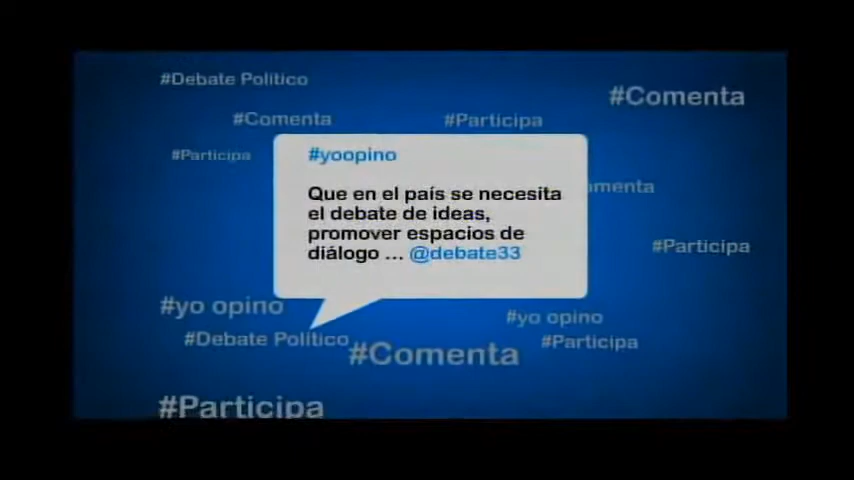 #Debate Político
#Comenta
#Comenta
#Participa
#Participa
#yoopino
Que en el país se necesita
el debate de ideas,
promover espacios de
diálogo ... @debate33
#Participa
#yo opino
#yo opino
#Debate Político
#Participa
#Comenta
#Participa